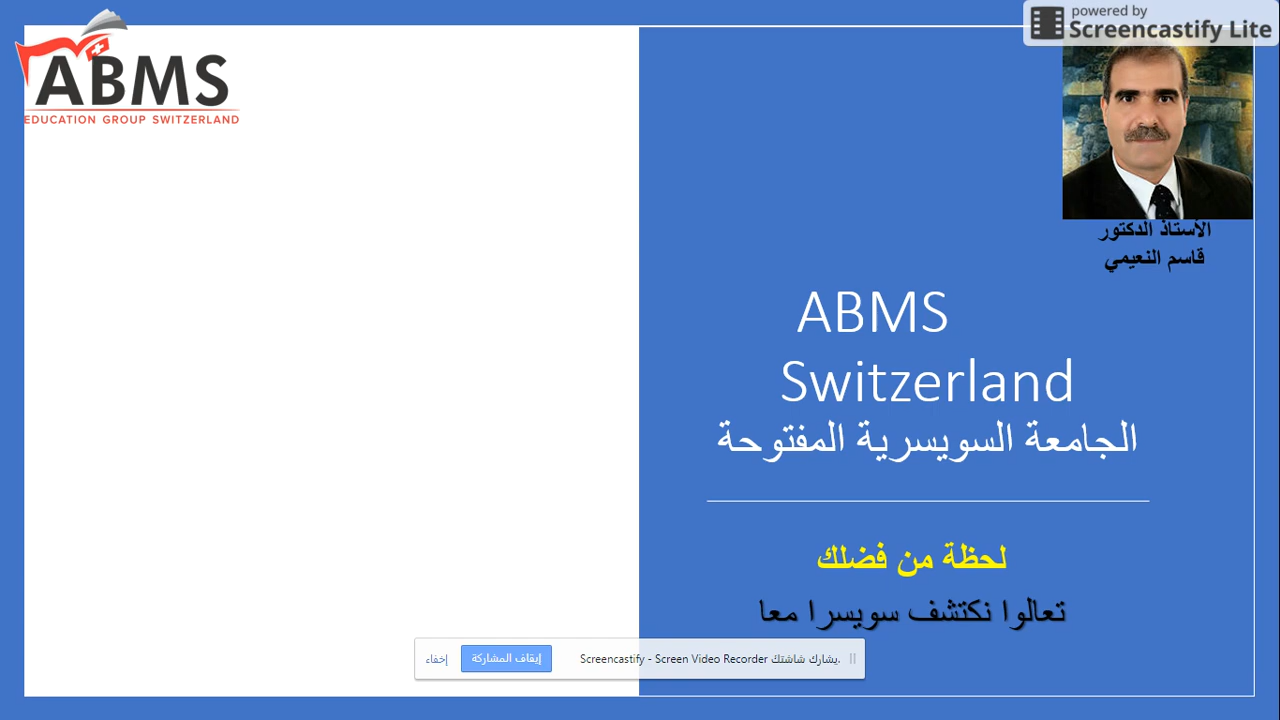 powered by
Screencastify Lite
ABMS
EDUCATION GROUP SWITZERLAND
الأستاذ الدكتور
قاسم النعيمي
ABMS
Switzerland
الجامعة السويسرية المفتوحة
لحظة من فضلك
تعالوا نكتشف سويسرا معا
يشارك شاشتك Screencastify - Screen Video Recorder.
إيقاف المشاركة
إخفاء